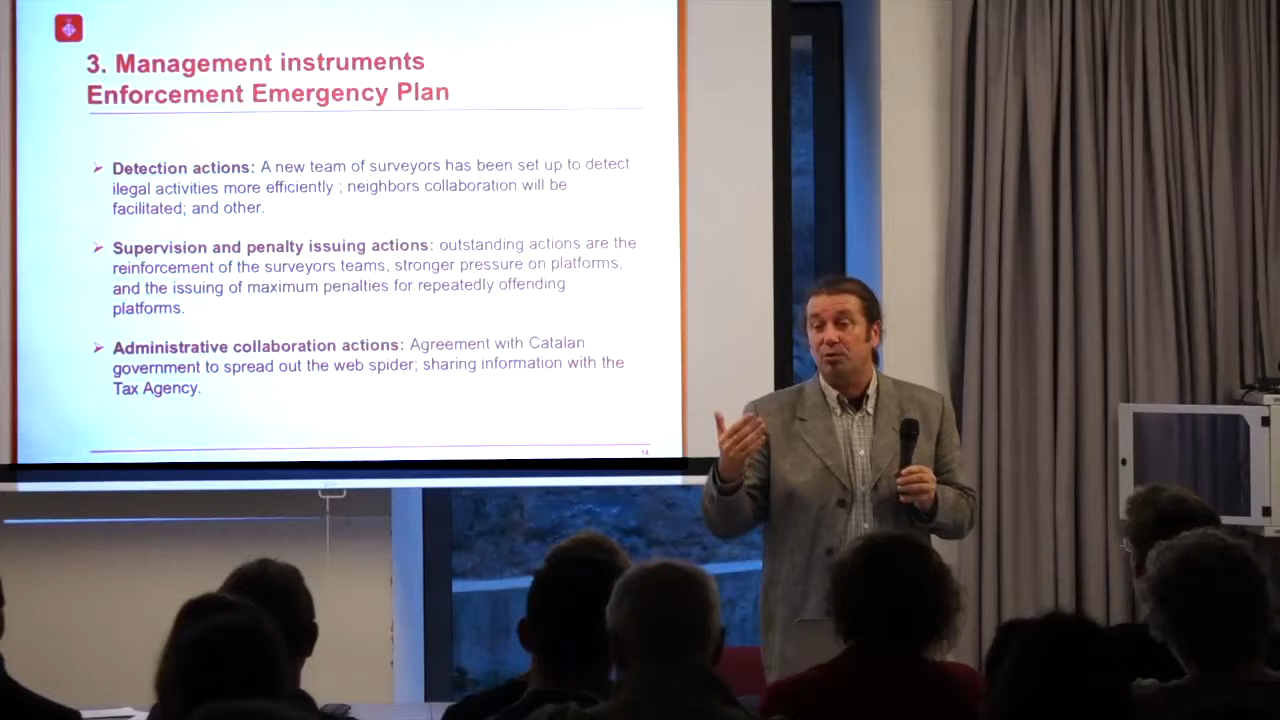 3. Management instruments
Enforcement Emergency Plan
➢ Detection actions: A new team of surveyors has been set up to detect
ilegal activities more efficiently ; neighbors collaboration will be
facilitated; and other.
➢ Supervision and penalty issuing actions: outstanding actions are the
reinforcement of the surveyors teams, stronger pressure on platforms,
and the issuing of maximum penalties for repeatedly offending
platforms.
➢ Administrative collaboration actions: Agreement with Catalan
government to spread out the web spider; sharing information with the
Tax Agency.
14